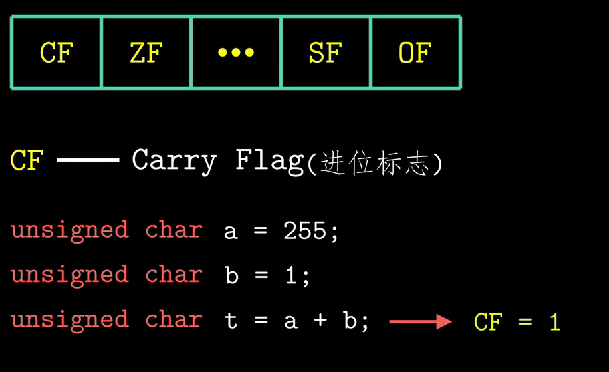 CF ZF ••• SF OF
CF — Carry Flag(进位标志)
unsigned char a = 255;
unsigned char b = 1;
unsigned char t = a + b; → CF = 1